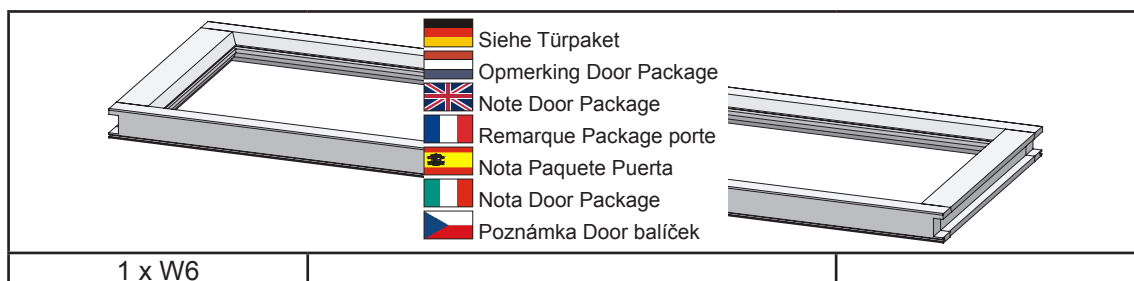 Siehe Türpaket
Opmerking Door Package
Note Door Package
Remarque Package porte
Nota Paquete Puerta
Nota Door Package
Poznámka Door balíček
1 x W6